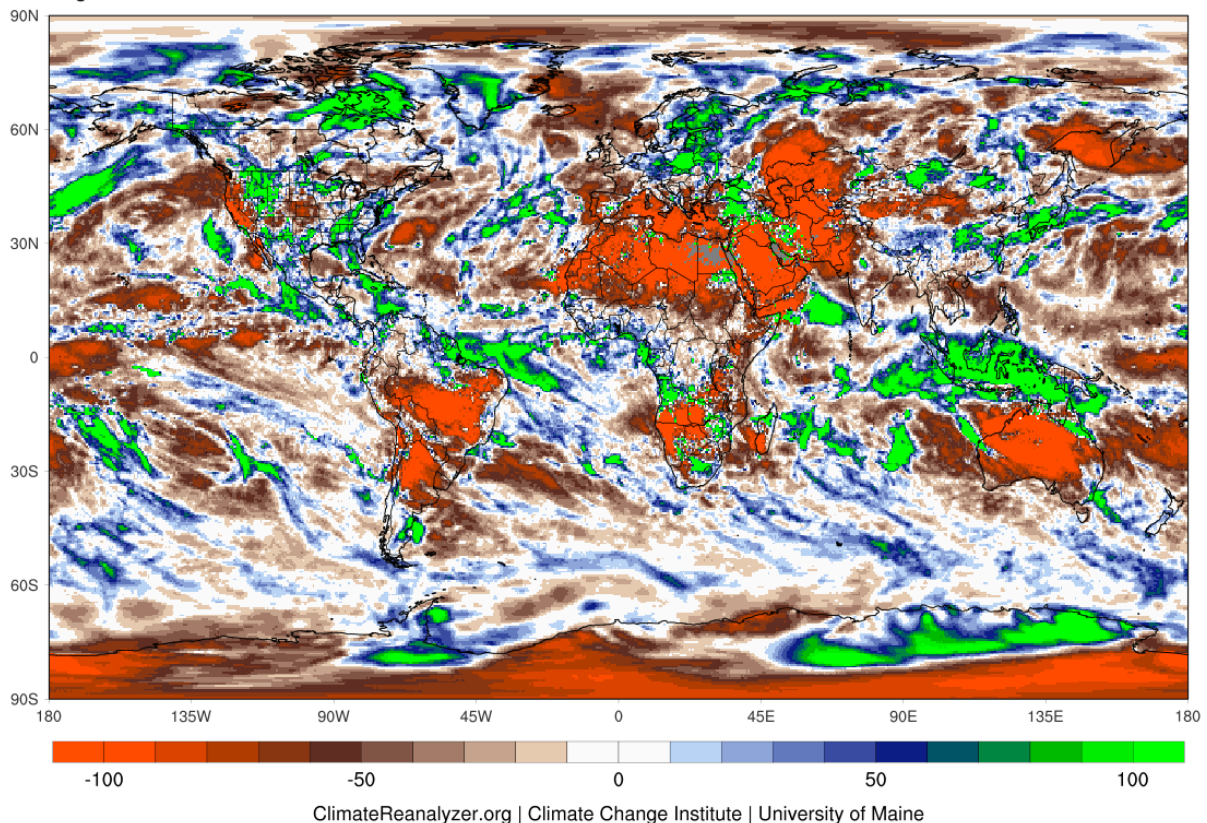 90N
60N
30N
0
30S
60S
90S
180 135W 90W 45W 0 45E 90E 135E 180
-100 -50 0 50 100
ClimateReanalyzer.org | Climate Change Institute | University of Maine